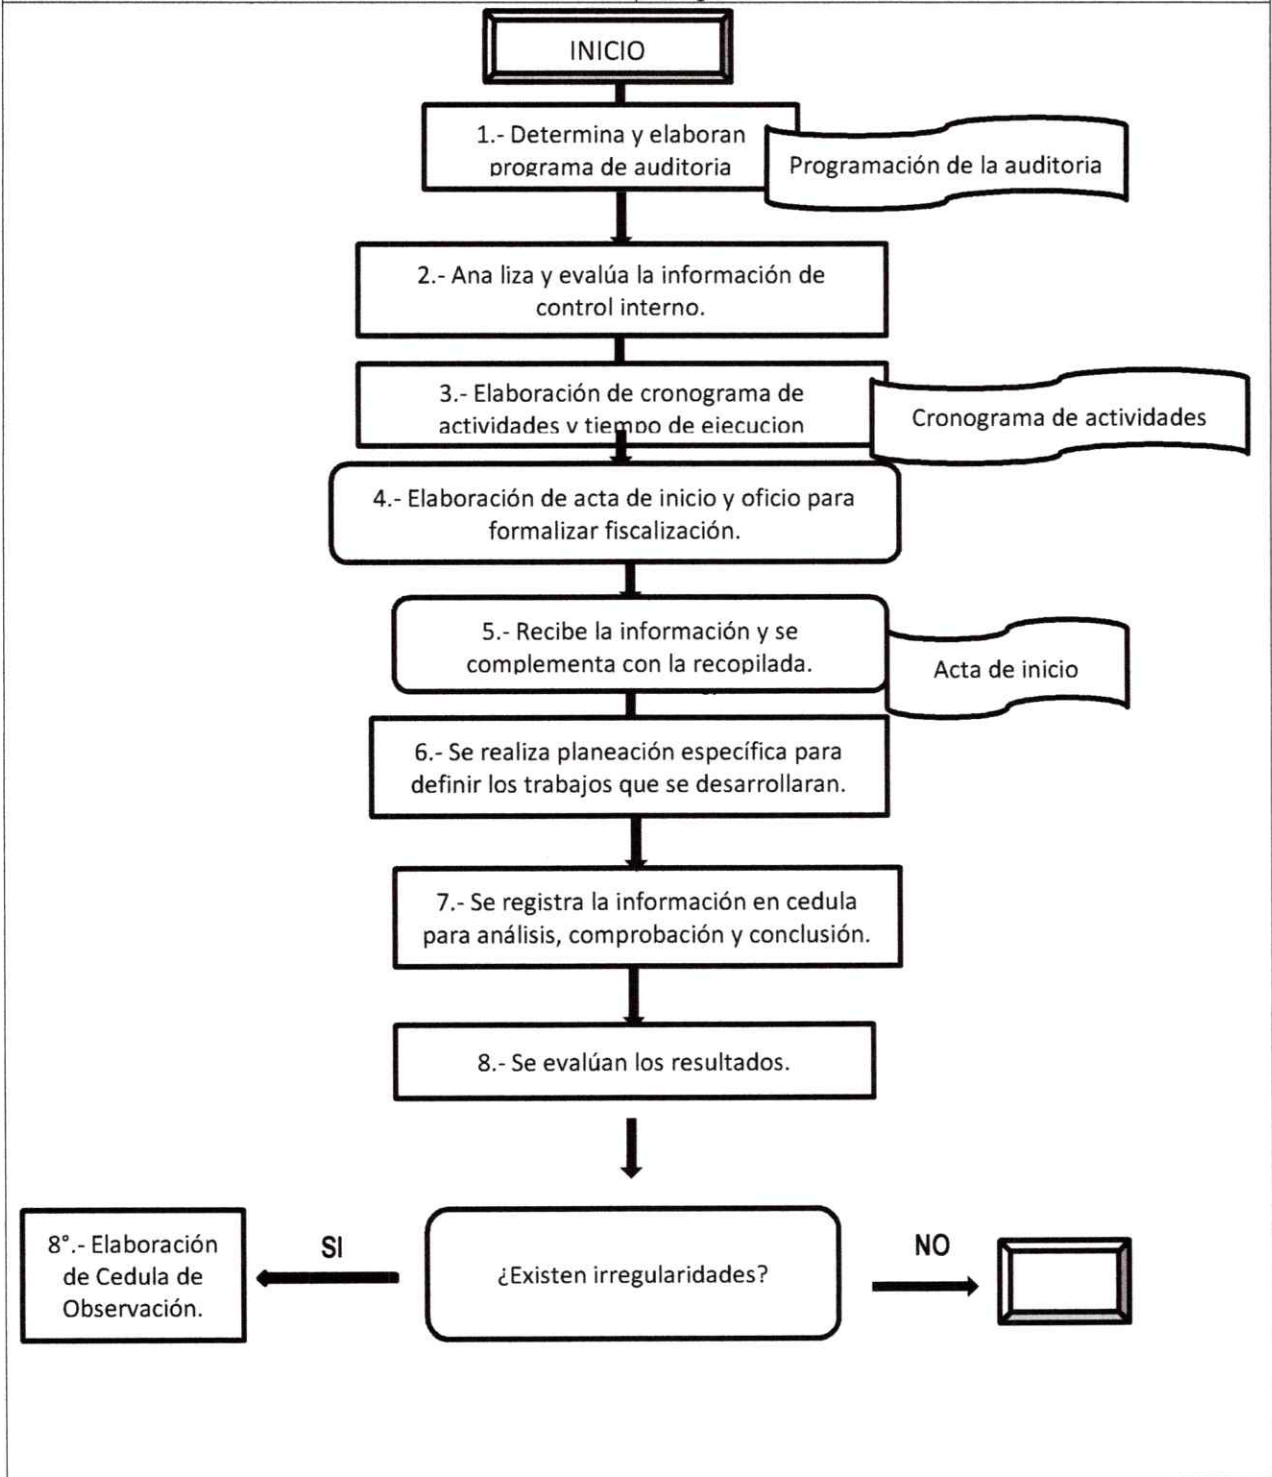 INICIO
1.- Determina y elaboran
programa de auditoria
Programación de la auditoria
2.- Ana liza y evalúa la información de
control interno.
3.- Elaboración de cronograma de
actividades y tiempo de ejecucion
Cronograma de actividades
4.- Elaboración de acta de inicio y oficio para
formalizar fiscalización.
5.- Recibe la información y se
complementa con la recopilada.
Acta de inicio
6.- Se realiza planeación específica para
definir los trabajos que se desarrollaran.
7.- Se registra la información en cedula
para análisis, comprobación y conclusión.
8.- Se evalúan los resultados.
8°.- Elaboración
de Cedula de
Observación.
SI
¿Existen irregularidades?
NO